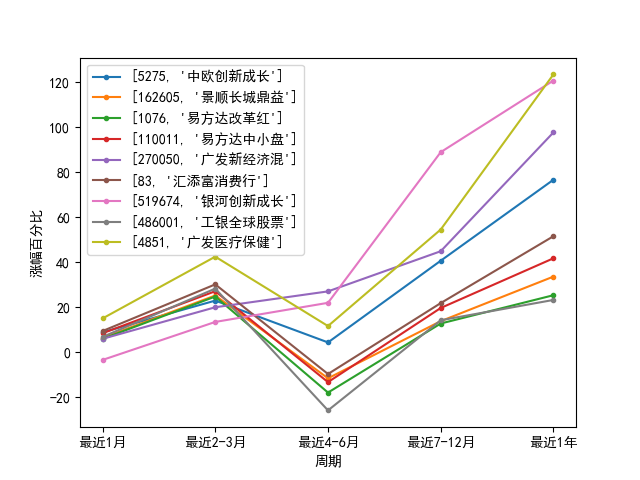 [5275, '中欧创新成长']
[162605, '景顺长城鼎益']
[1076, '易方达改革红']
[110011, '易方达中小盘']
[270050, '广发新经济混']
[83, '汇添富消费行']
[519674, '银河创新成长']
[486001, '工银全球股票']
[4851, '广发医疗保健']
涨幅百分比
120
100
80
60
40
20
0
−20
最近1月
最近2-3月
最近4-6月
最近7-12月
最近1年
周期